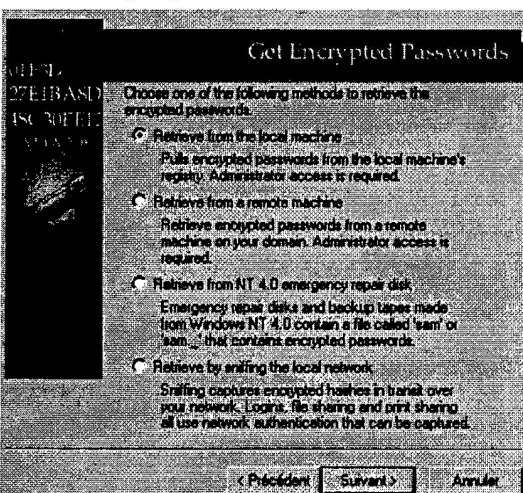 Get Encrypted Passwords
Choose one of the following methods to retrieve the
encrypted passwords.
Retrieve from the local machine
Pulls encrypted passwords from the local machine's
registry. Administrator access is required.
Retrieve from a remote machine
Retrieve encrypted passwords from a remote
machine on your domain. Administrator access is
required.
Retrieve from NT 4.0 emergency repair disk
Emergency repair disks and backup tapes made
from Windows NT 4.0 contain a file called 'sam' or
'sam._' that contains encrypted passwords.
Retrieve by sniffing the local network
Sniffing captures encrypted hashes in transit over
your network. Logins, file sharing and print sharing
all use network authentication that can be captured.
< Précédent
Suivant >
Annuler